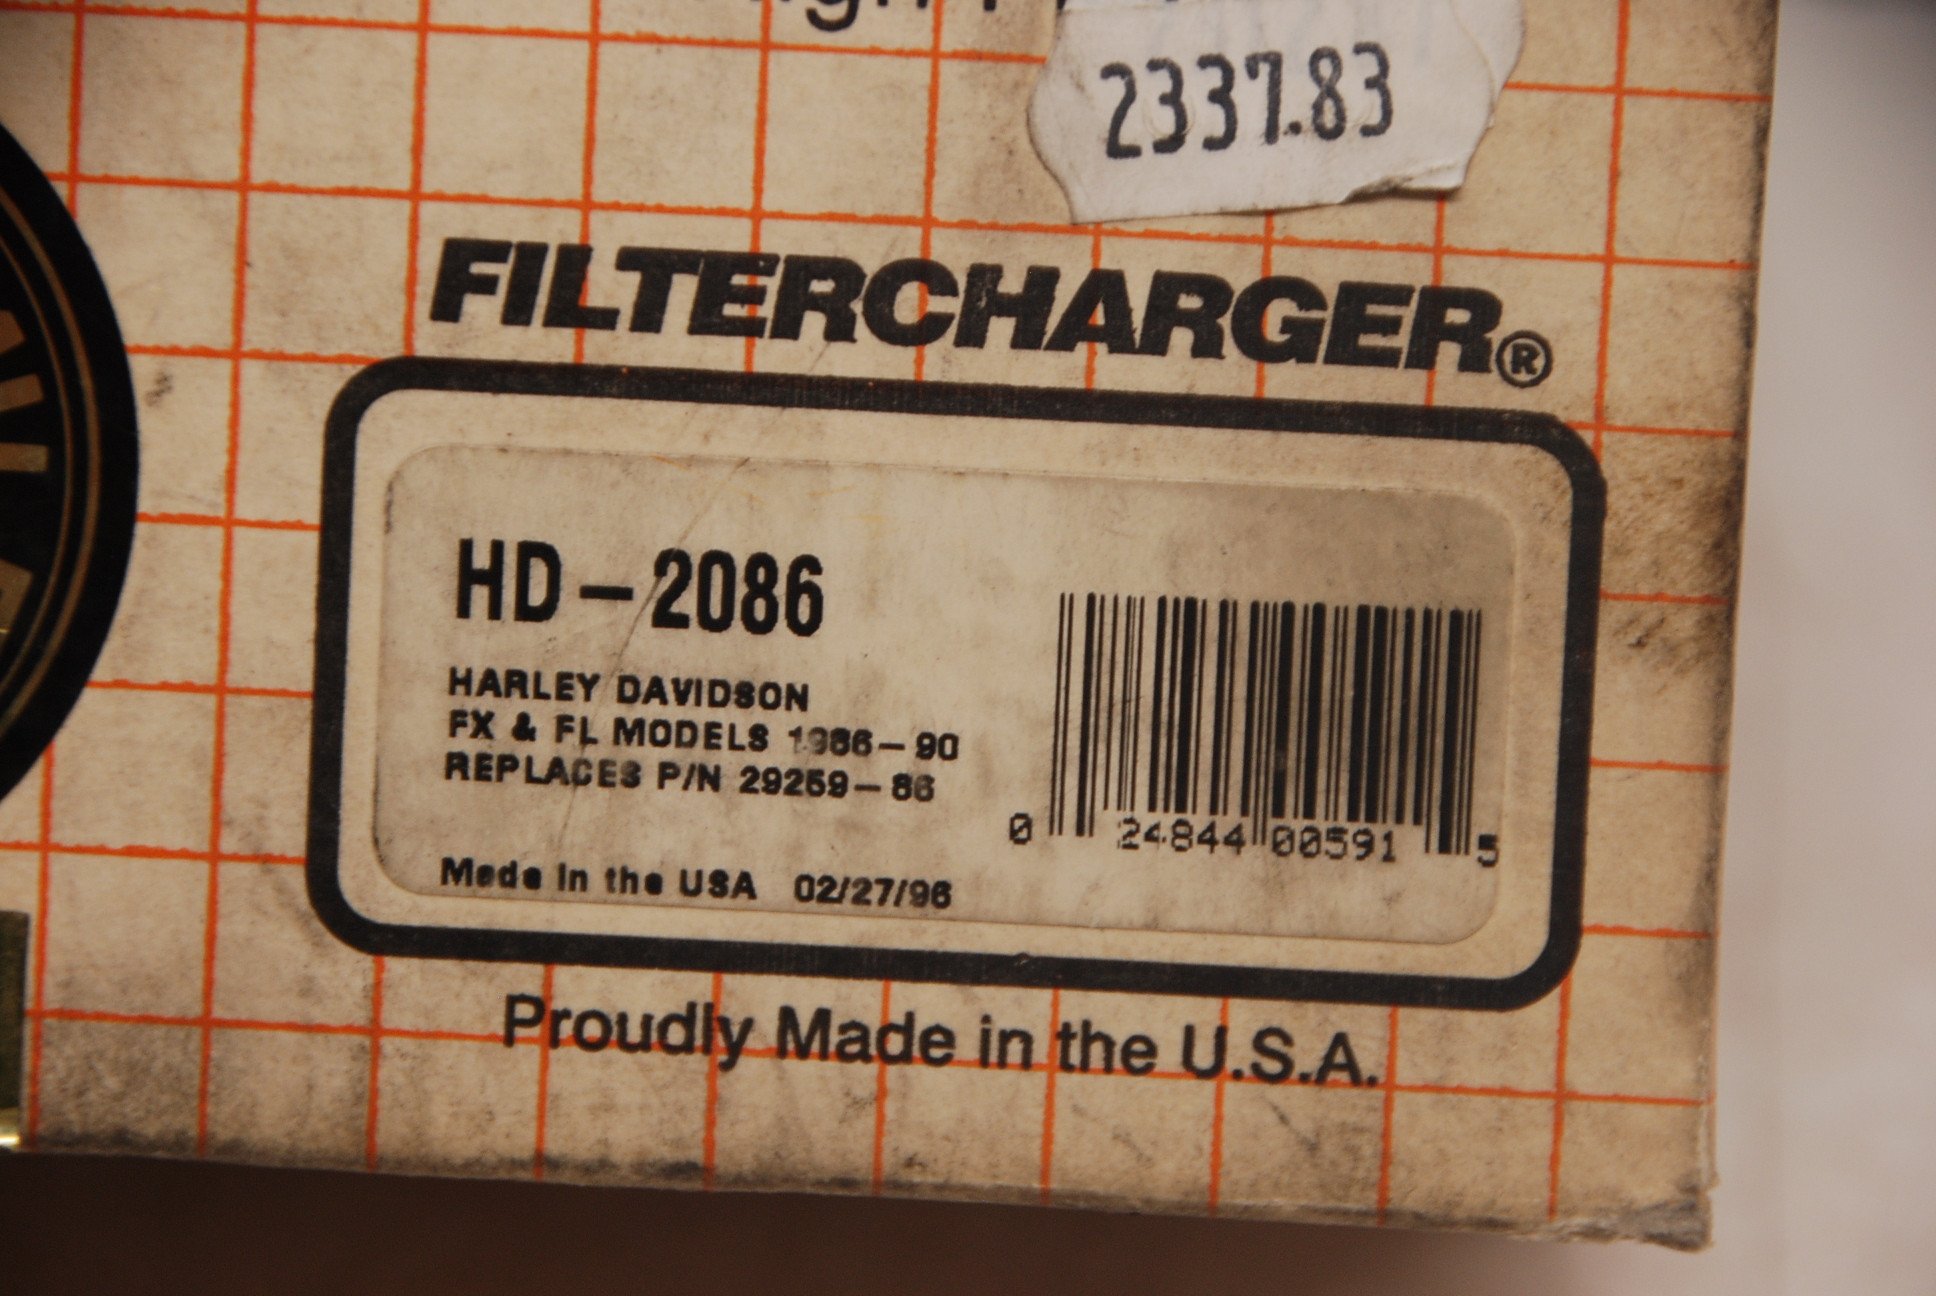 2337.83
FILTERCHARGER®
HD-2086
HARLEY DAVIDSON
FX & FL MODELS 1986-90
REPLACES P/N 29259-86
0 24844 00591 5
Made in the USA 02/27/96
Proudly Made in the U.S.A.